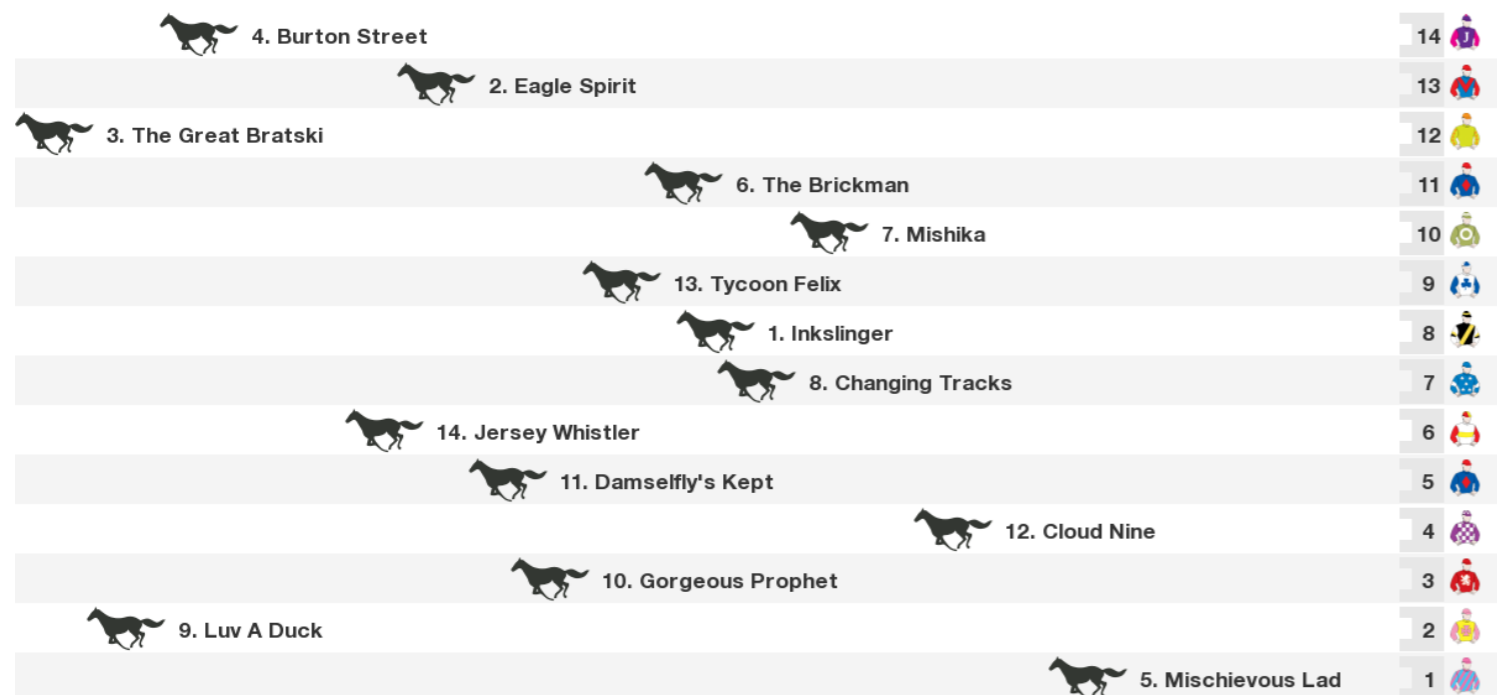 4. Burton Street 14 J
2. Eagle Spirit 13
3. The Great Bratski 12
6. The Brickman 11
7. Mishika 10
13. Tycoon Felix 9
1. Inkslinger 8
8. Changing Tracks 7
14. Jersey Whistler 6
11. Damselfly's Kept 5
12. Cloud Nine 4
10. Gorgeous Prophet 3
9. Luv A Duck 2
5. Mischievous Lad 1